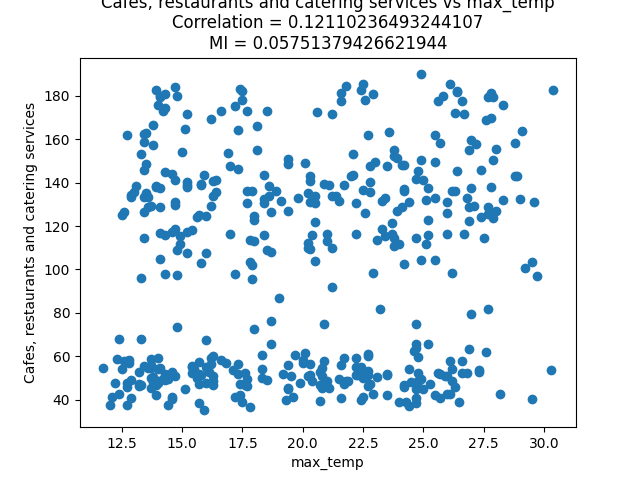 Cafes, restaurants and catering services vs max_temp
Correlation = 0.12110236493244107
MI = 0.05751379426621944
Cafes, restaurants and catering services
180
160
140
120
100
80
60
40
12.5 15.0 17.5 20.0 22.5 25.0 27.5 30.0
max_temp